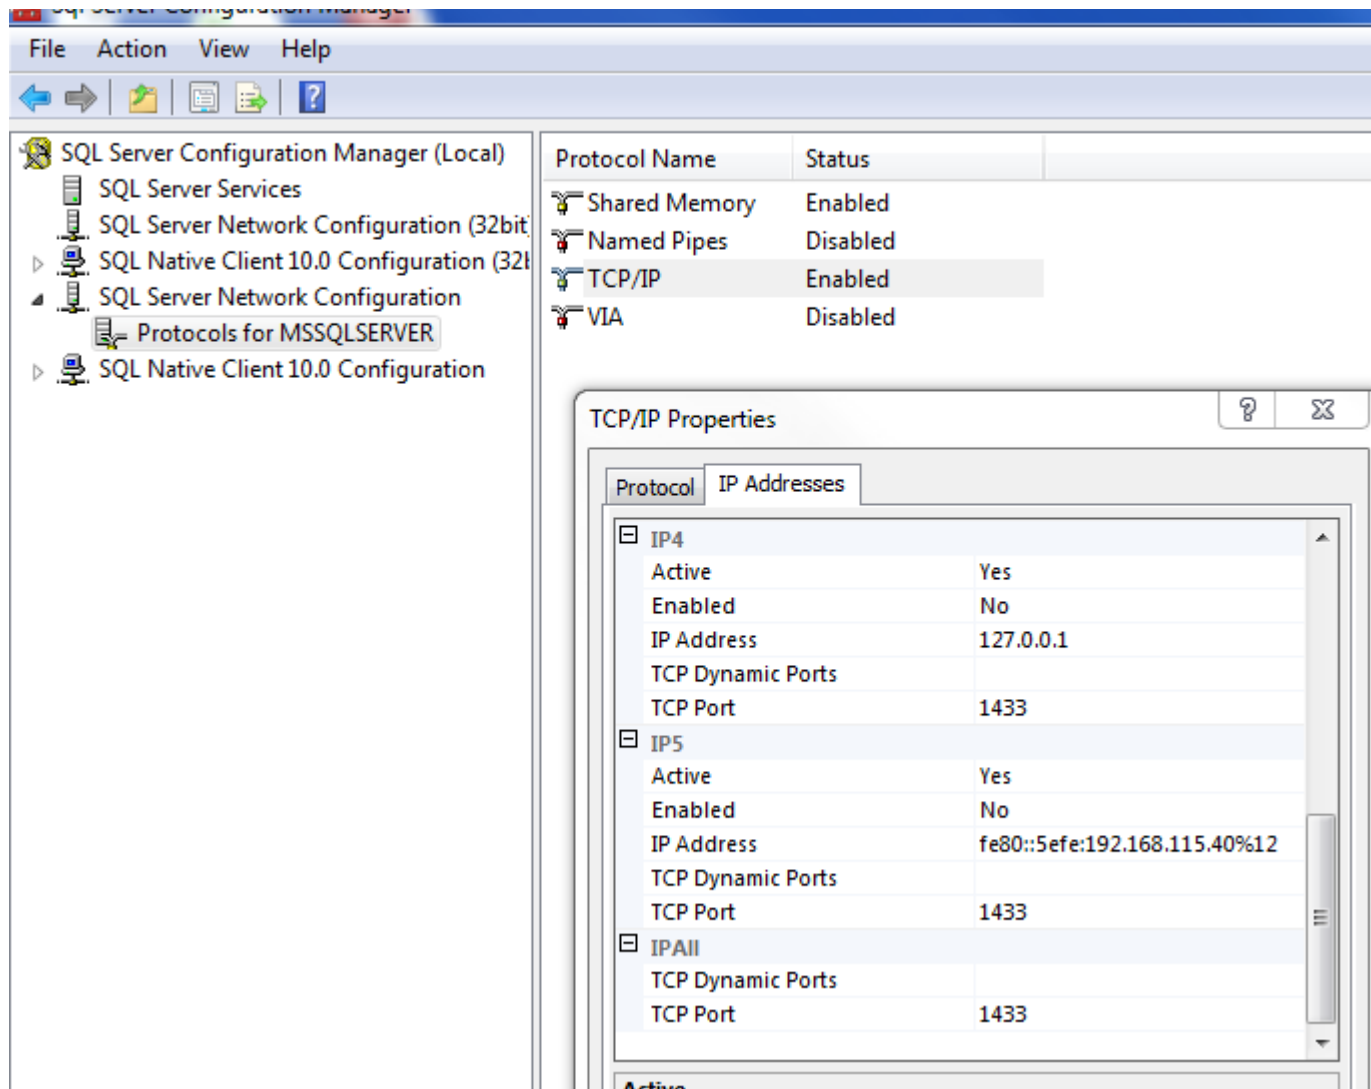 Sql Server Configuration Manager
File Action View Help
SQL Server Configuration Manager (Local)
SQL Server Services
SQL Server Network Configuration (32bit)
SQL Native Client 10.0 Configuration (32b
SQL Server Network Configuration
Protocols for MSSQLSERVER
SQL Native Client 10.0 Configuration
Protocol Name Status
Shared Memory Enabled
Named Pipes Disabled
TCP/IP Enabled
VIA Disabled
TCP/IP Properties
Protocol IP Addresses
IP4
Active Yes
Enabled No
IP Address 127.0.0.1
TCP Dynamic Ports
TCP Port 1433
IP5
Active Yes
Enabled No
IP Address fe80::5efe:192.168.115.40%12
TCP Dynamic Ports
TCP Port 1433
IPAll
TCP Dynamic Ports
TCP Port 1433
Active